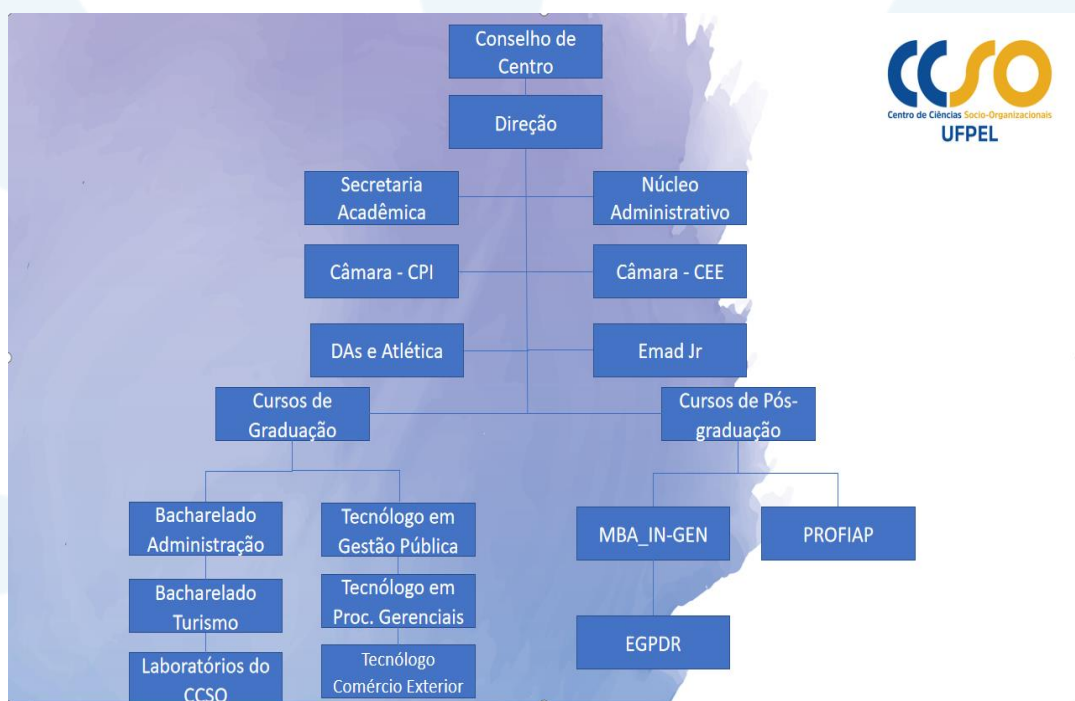 Conselho de
Centro
CCSO
Centro de Ciências Socio-Organizacionais
UFPEL
Direção
Secretaria
Acadêmica
Núcleo
Administrativo
Câmara - CPI
Câmara - CEE
DAs e Atlética
Emad Jr
Cursos de
Graduação
Cursos de Pós-
graduação
Bacharelado
Administração
Tecnólogo em
Gestão Pública
MBA_IN-GEN
PROFIAP
Bacharelado
Turismo
Tecnólogo em
Proc. Gerenciais
EGPDR
Laboratórios do
CCSO
Tecnólogo
Comércio Exterior